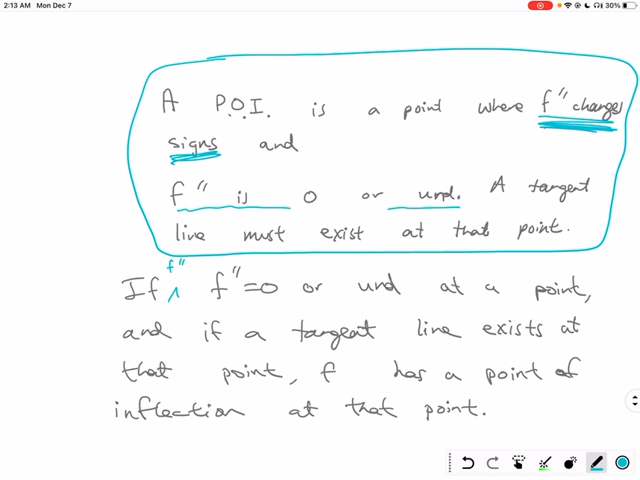 2:13 AM Mon Dec 7 30%
A P.O.I. is a point where f" changes
signs and
f" is 0 or und. A tangent
line must exist at that point.
f"
If ∧ f"=0 or und at a point,
and if a tangent line exists at
that point, f has a point of
inflection at that point.